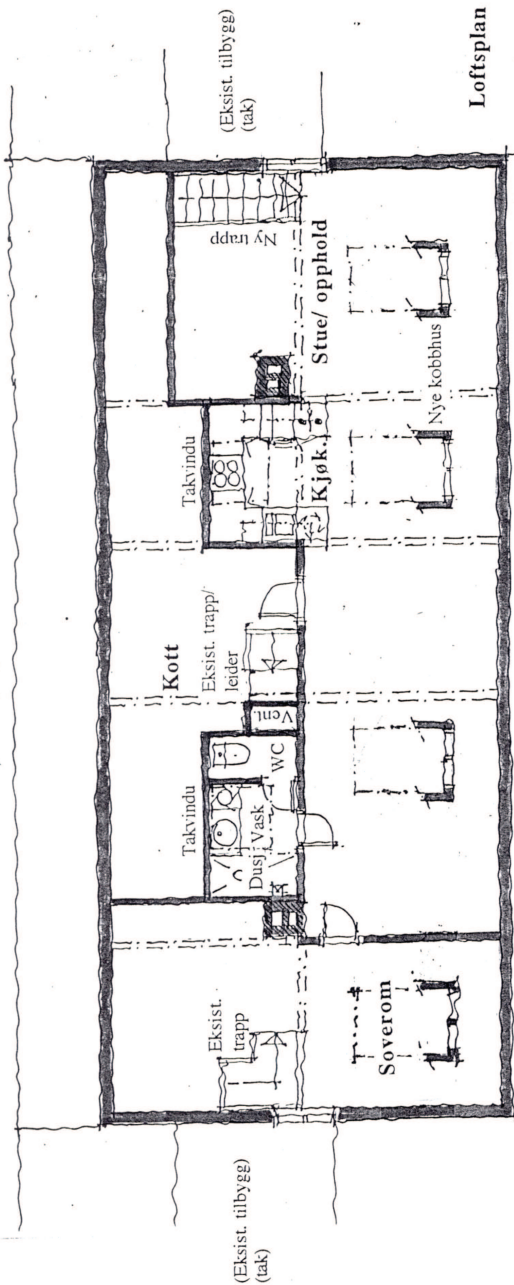 (Eksist. tilbygg)
(tak)
(Eksist. tilbygg)
(tak)
Takvindu
Takvindu
Kott
Eksist. trapp/
leider
Ny trapp
Eksist.
trapp
Dusj
Vask
WC
Vent.
Kjøk.
Stue/ opphold
Soverom
Nye kobbhus
Loftsplan